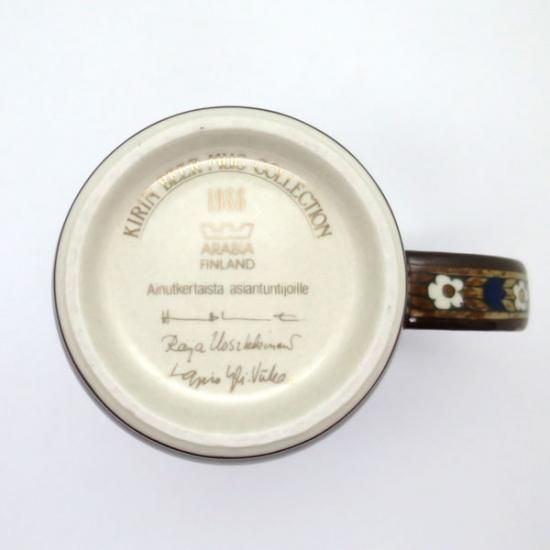 KIRIN BEER MUG COLLECTION
1986
ARABIA
FINLAND
Ainutkertaista asiantuntijoille
Raija Uosikkinen